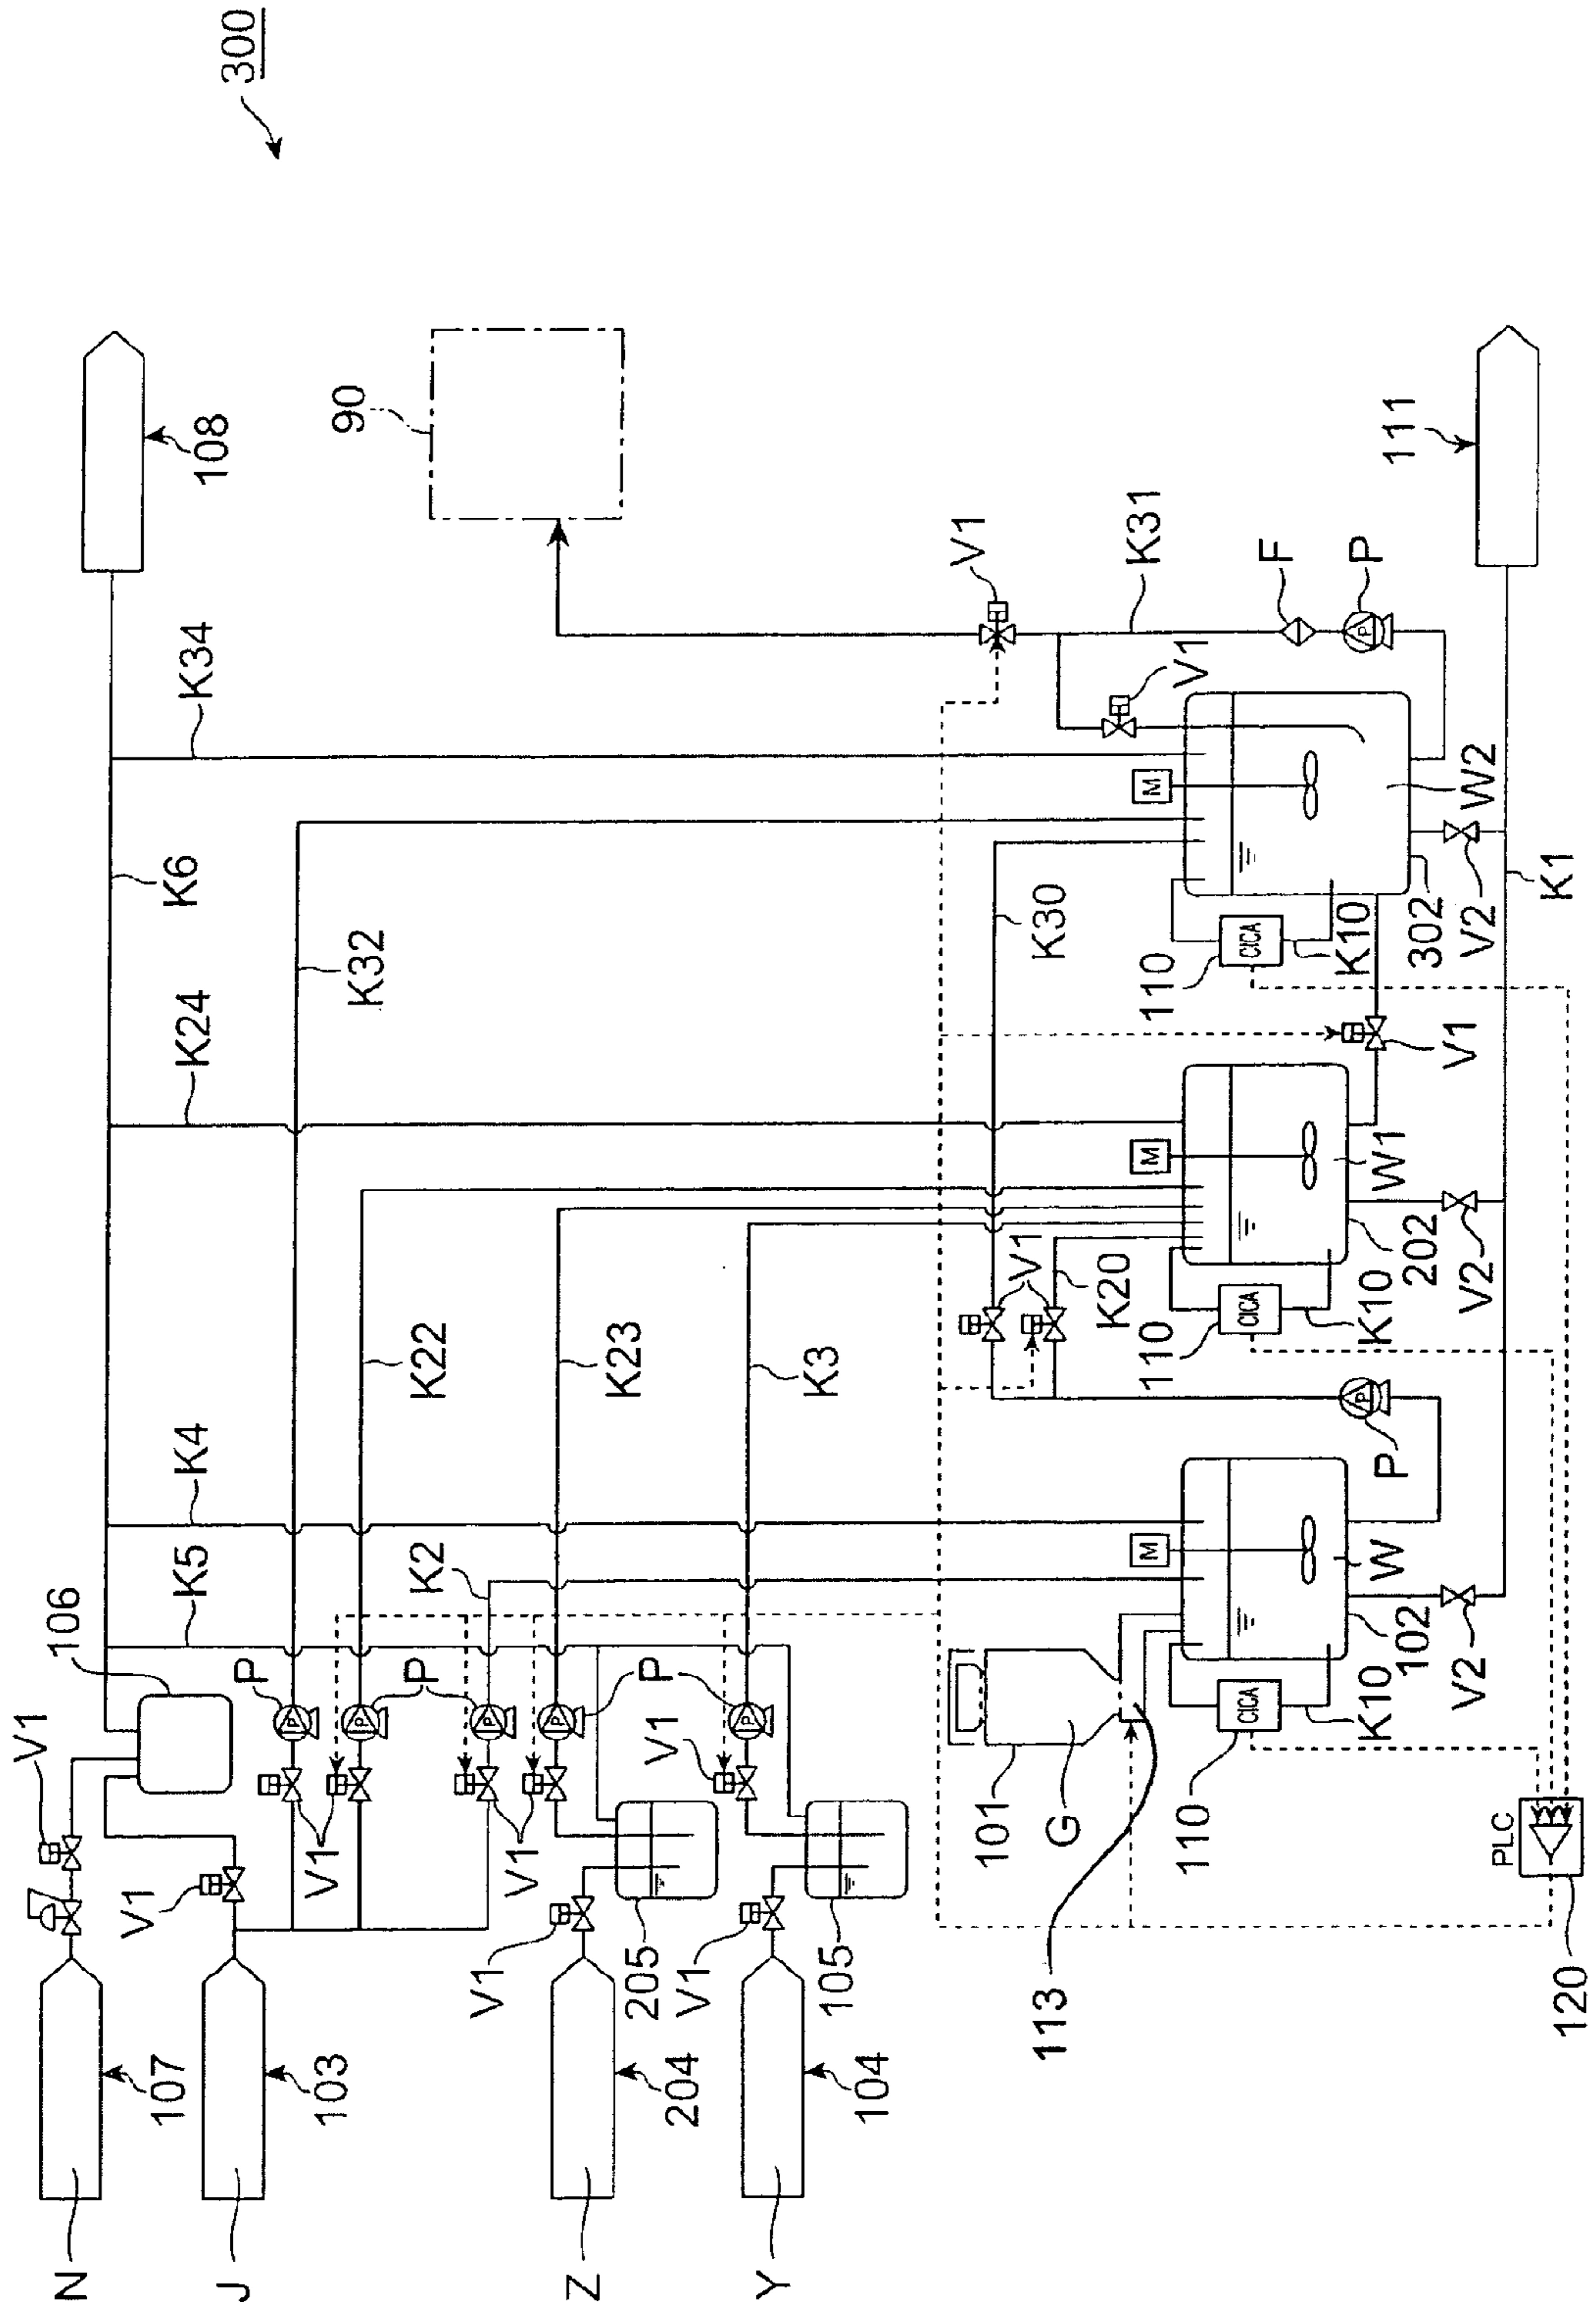 300
108
90
111
K34
K6
K32
K24
K22
K23
K3
K30
K20
K4
K5
K2
106
V1
V1
V1
V1
P
P
P
V1
V1
V1
V1
K31
F
P
V1
M
M
M
CICA
CICA
CICA
110
110
110
K10
K10
K10
W2
W1
W
302
202
102
V2
V2
V2
K1
V1
V1
P
101
G
113
PLC
120
205
105
107
103
204
104
N
J
Z
Y
P
P
P
P
P
P
P